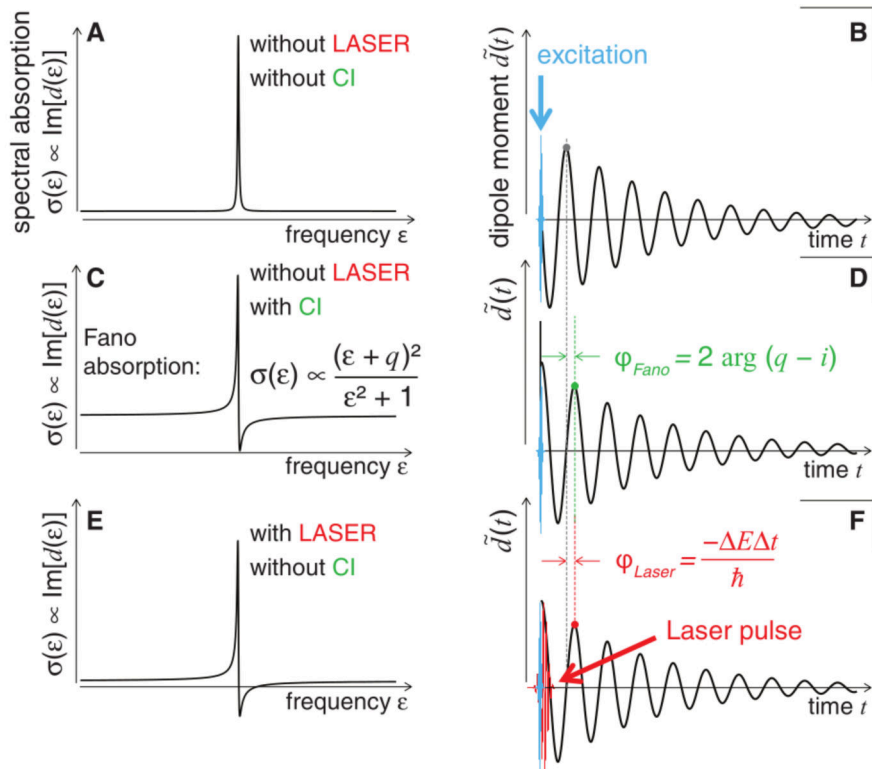 A
without LASER
without CI
spectral absorption
σ(ε) ∝ Im[d(ε)]
frequency ε
B
excitation
dipole moment d̃(t)
time t
C
without LASER
with CI
Fano
absorption:
σ(ε) ∝ (ε + q)² / ε² + 1
σ(ε) ∝ Im[d(ε)]
frequency ε
D
d̃(t)
φFano = 2 arg (q − i)
time t
E
with LASER
without CI
σ(ε) ∝ Im[d(ε)]
frequency ε
F
d̃(t)
φLaser = −ΔEΔt / ℏ
Laser pulse
time t